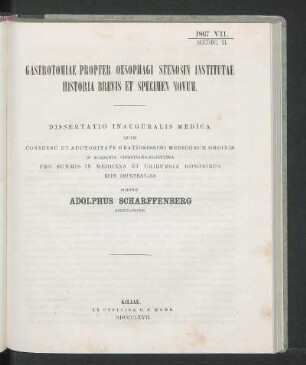 1867 VII.
MEDIC. II.
GASTROTOMIAE PROPTER OESOPHAGI STENOSIN INSTITUTAE
HISTORIA BREVIS ET SPECIMEN NOVUM.
DISSERTATIO INAUGURALIS MEDICA
QUAM
CONSENSU ET AUCTORITATE GRATIOSISSIMI MEDICORUM ORDINIS
IN ACADEMIA
PRO SUMMIS IN MEDICINA ET CHIRURGIA HONORIBUS
RITE IMPETRANDIS
SCRIPSIT
ADOLPHUS SCHARFFENBERG
KILIAE.
EX OFFICINA C. F. MOHR.
MDCCCLXVII.